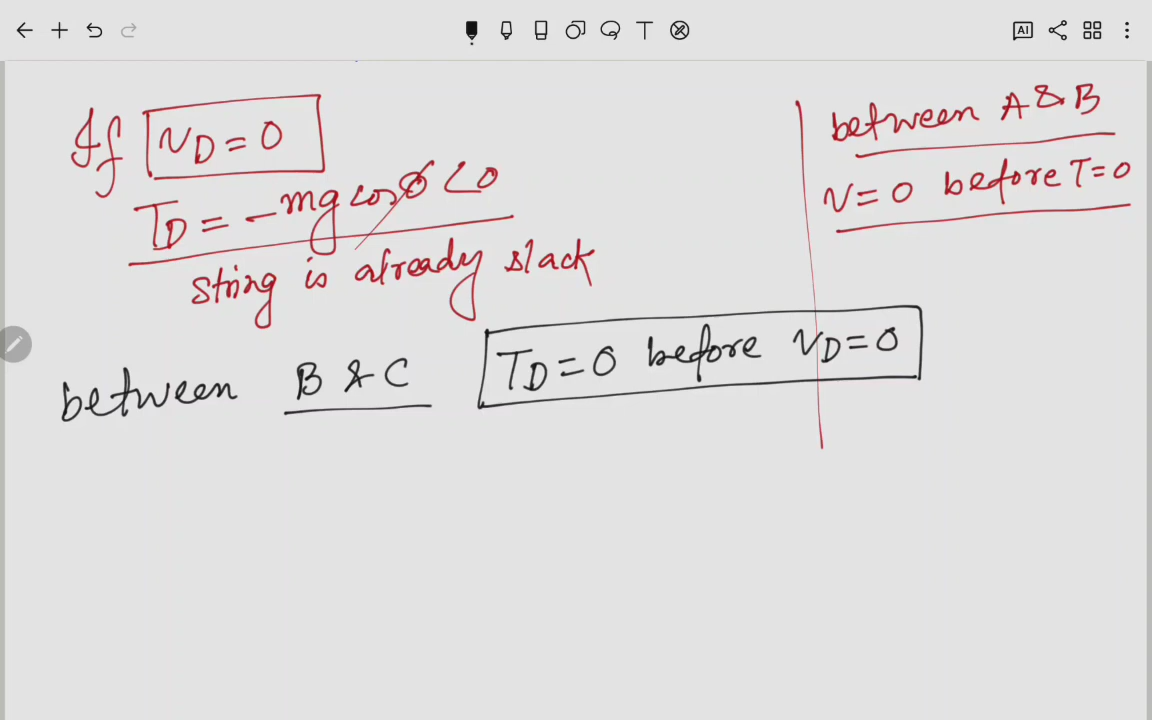 If v_D = 0
T_D = -mg cosθ < 0
string is already slack
between A & B
v = 0 before T = 0
between B & C T_D = 0 before v_D = 0
T
AI